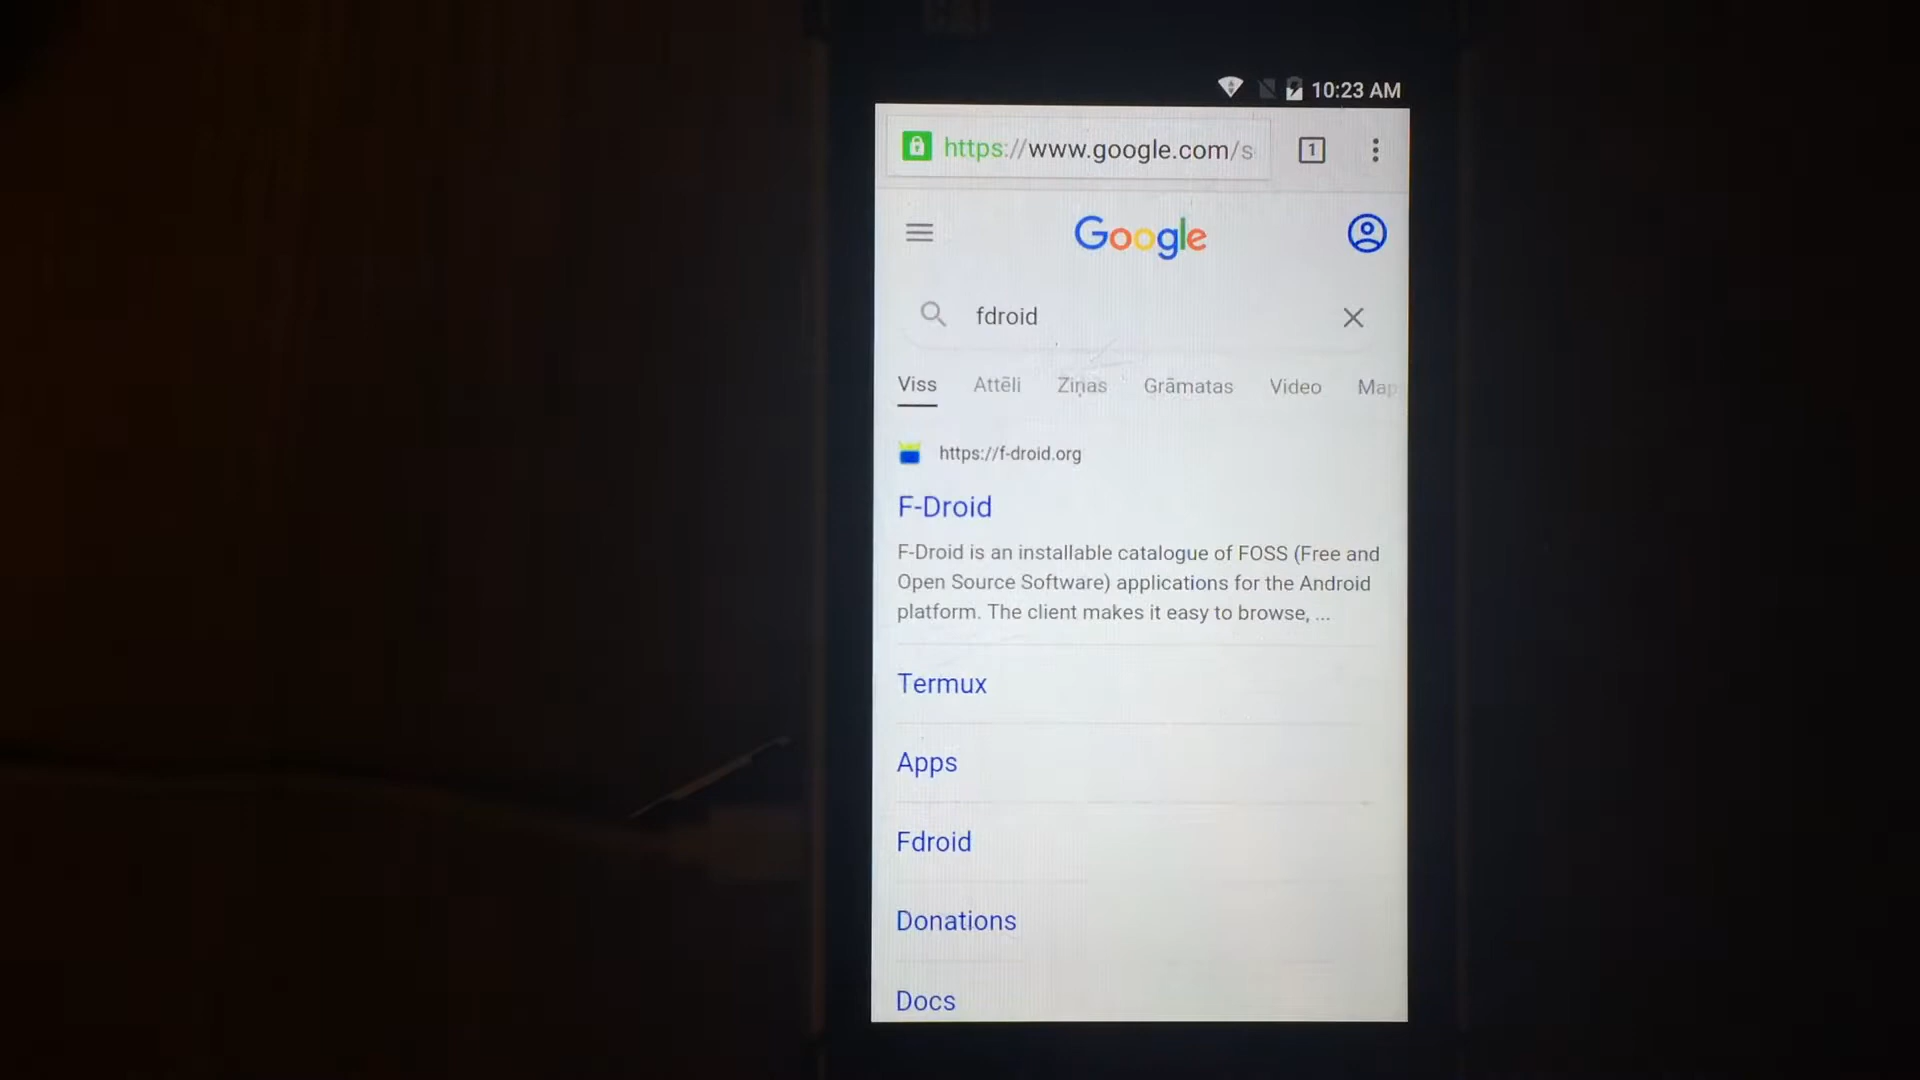 10:23 AM
https://www.google.com/s
1
Google
fdroid
Viss Attēli Ziņas Grāmatas Video Map
https://f-droid.org
F-Droid
F-Droid is an installable catalogue of FOSS (Free and
Open Source Software) applications for the Android
platform. The client makes it easy to browse, ...
Termux
Apps
Fdroid
Donations
Docs